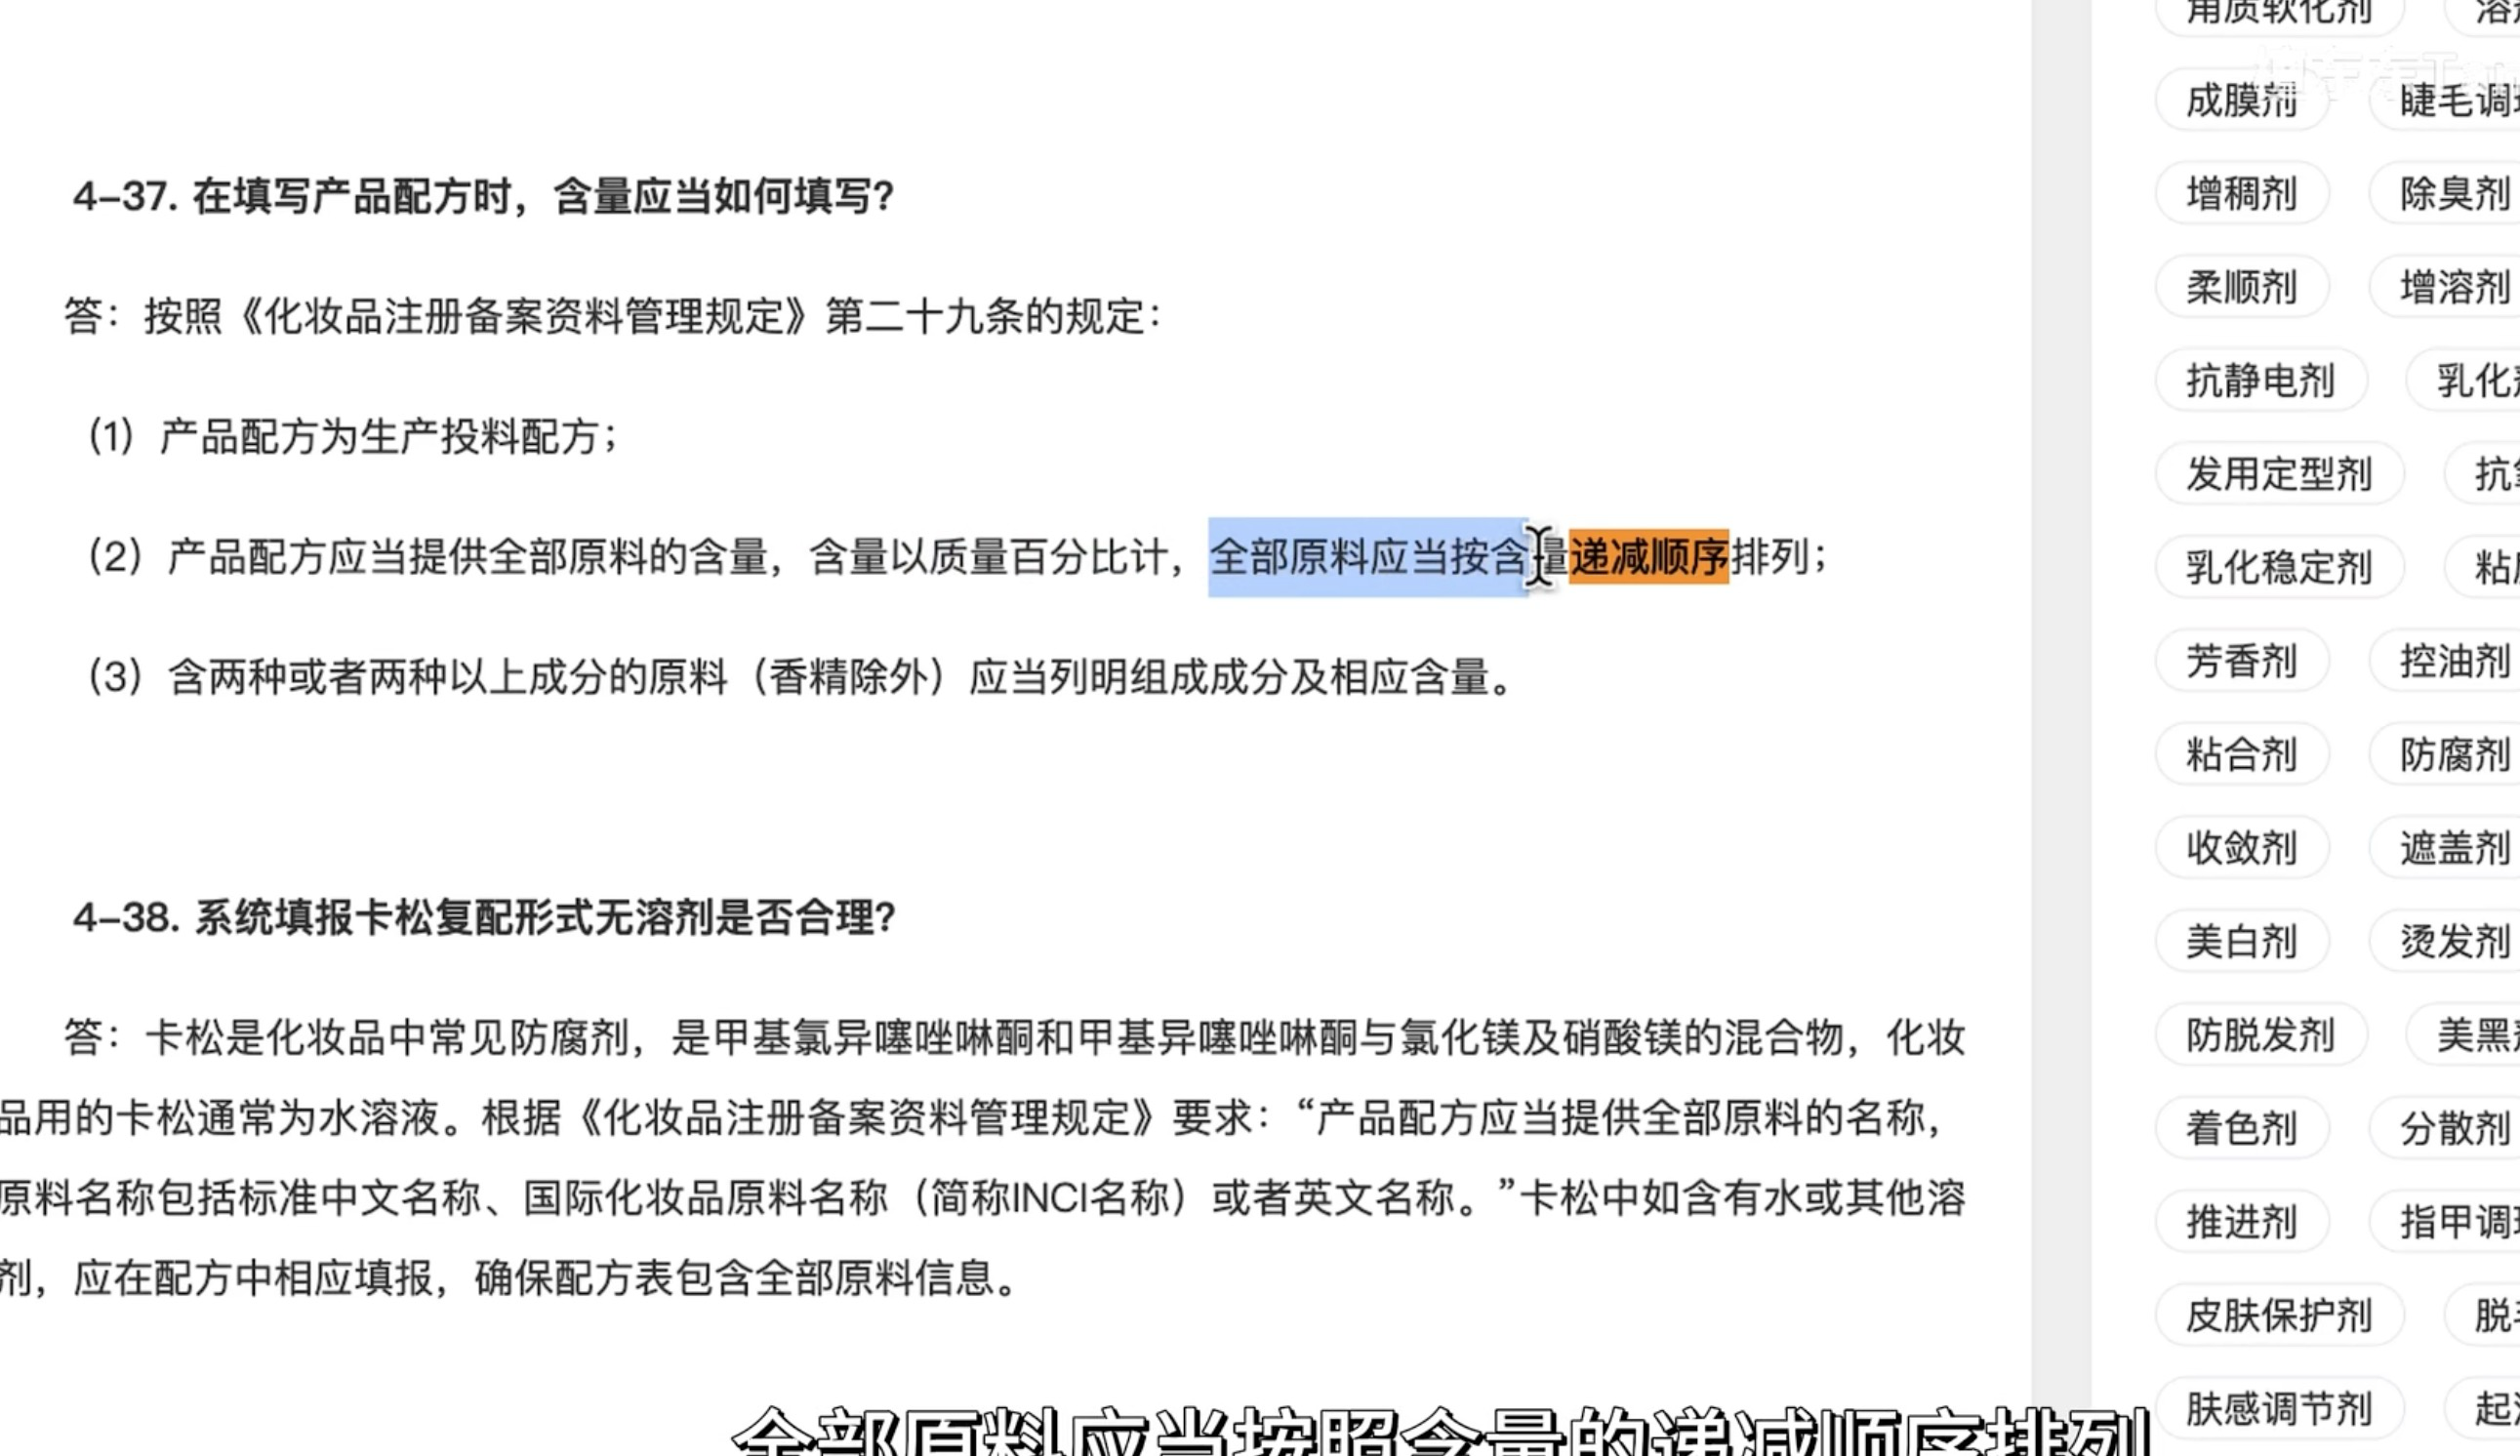 4-37. 在填写产品配方时，含量应当如何填写?
答：按照《化妆品注册备案资料管理规定》第二十九条的规定：
（1）产品配方为生产投料配方；
（2）产品配方应当提供全部原料的含量，含量以质量百分比计，全部原料应当按含量递减顺序排列；
（3）含两种或者两种以上成分的原料（香精除外）应当列明组成成分及相应含量。
4-38. 系统填报卡松复配形式无溶剂是否合理?
答：卡松是化妆品中常见防腐剂，是甲基氯异噻唑啉酮和甲基异噻唑啉酮与氯化镁及硝酸镁的混合物，化妆
品用的卡松通常为水溶液。根据《化妆品注册备案资料管理规定》要求：“产品配方应当提供全部原料的名称，
原料名称包括标准中文名称、国际化妆品原料名称（简称INCI名称）或者英文名称。”卡松中如含有水或其他溶
剂，应在配方中相应填报，确保配方表包含全部原料信息。
角质软化剂
成膜剂 睫毛调
增稠剂 除臭剂
柔顺剂 增溶剂
抗静电剂 乳化
发用定型剂
乳化稳定剂
芳香剂 控油剂
粘合剂 防腐剂
收敛剂 遮盖剂
美白剂 烫发剂
防脱发剂 美黑
着色剂 分散剂
推进剂 指甲调
皮肤保护剂
肤感调节剂
全部原料应当按照含量的递减顺序排列